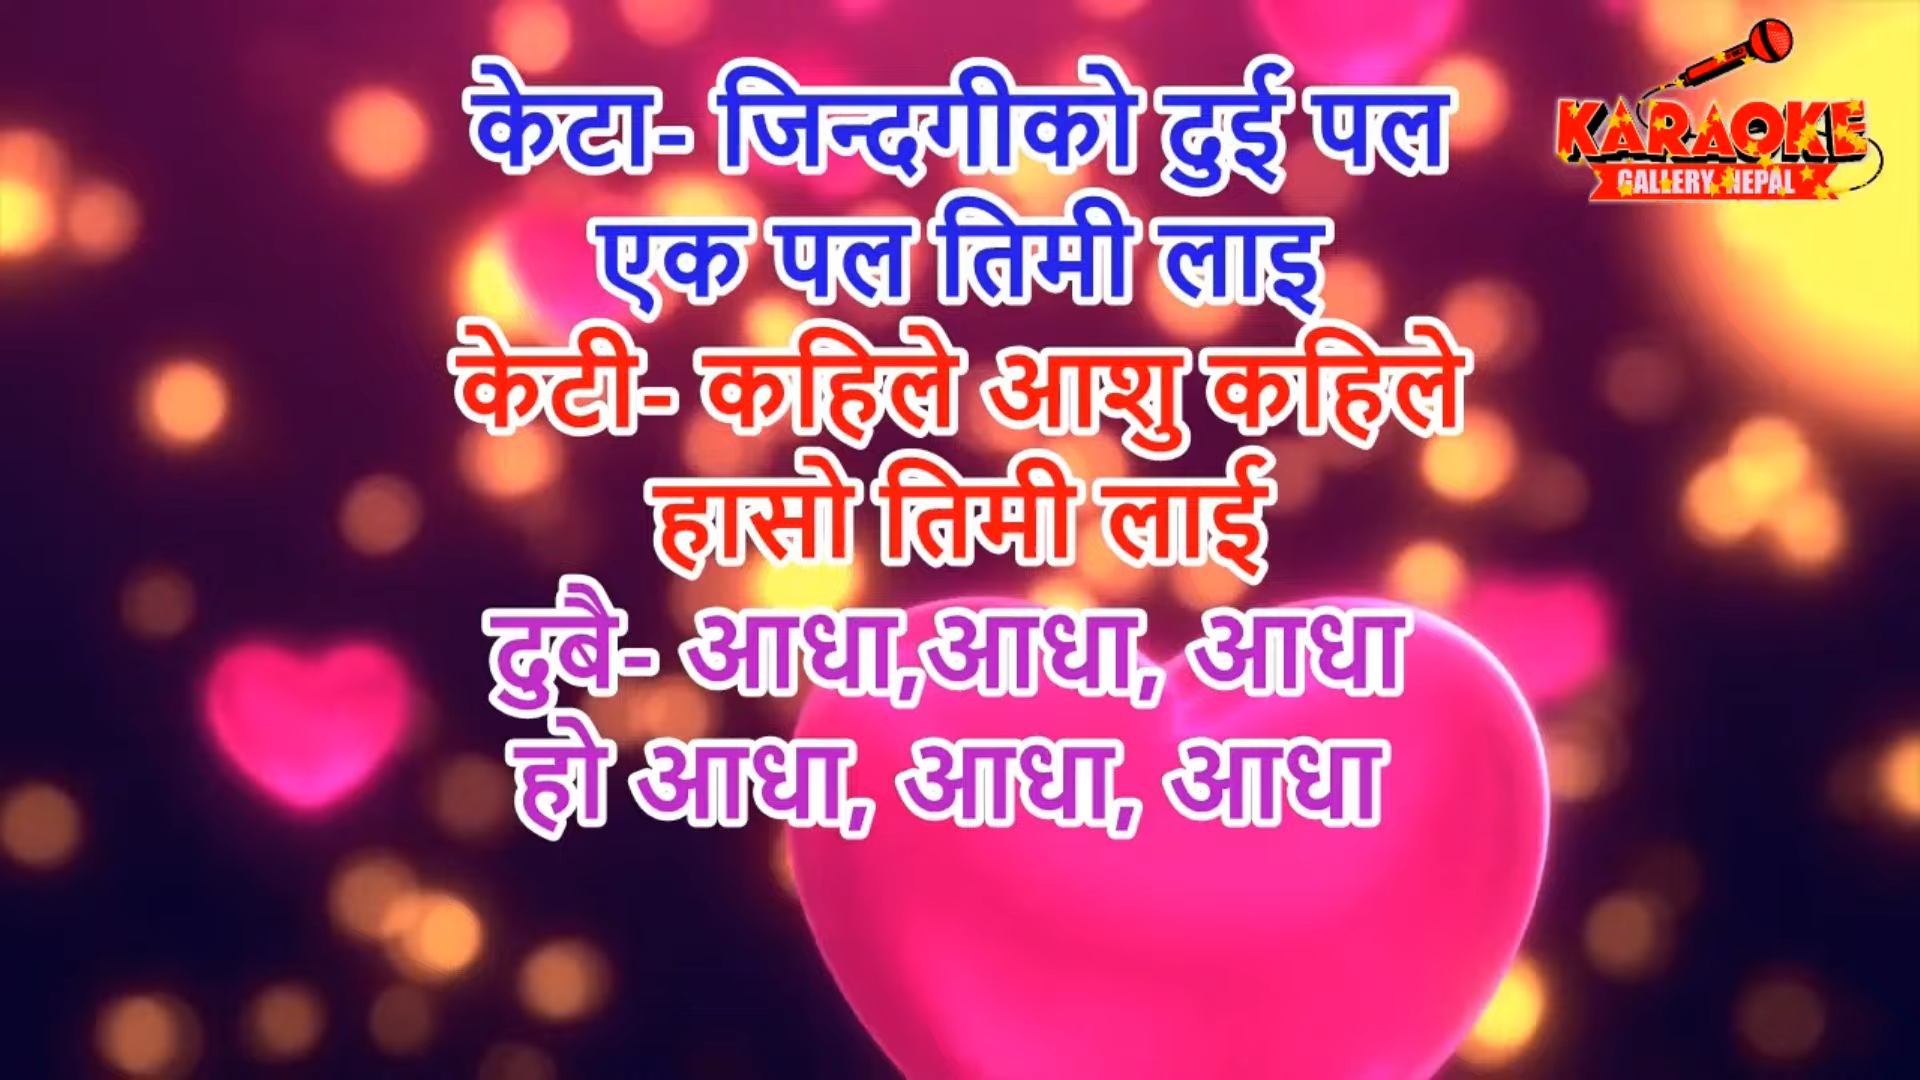 केटा- जिन्दगीको दुई पल
एक पल तिमी लाइ
केटी- कहिले आशु कहिले
हासो तिमी लाई
दुबै- आधा,आधा, आधा
हो आधा, आधा, आधा
KARAOKE
GALLERY NEPAL